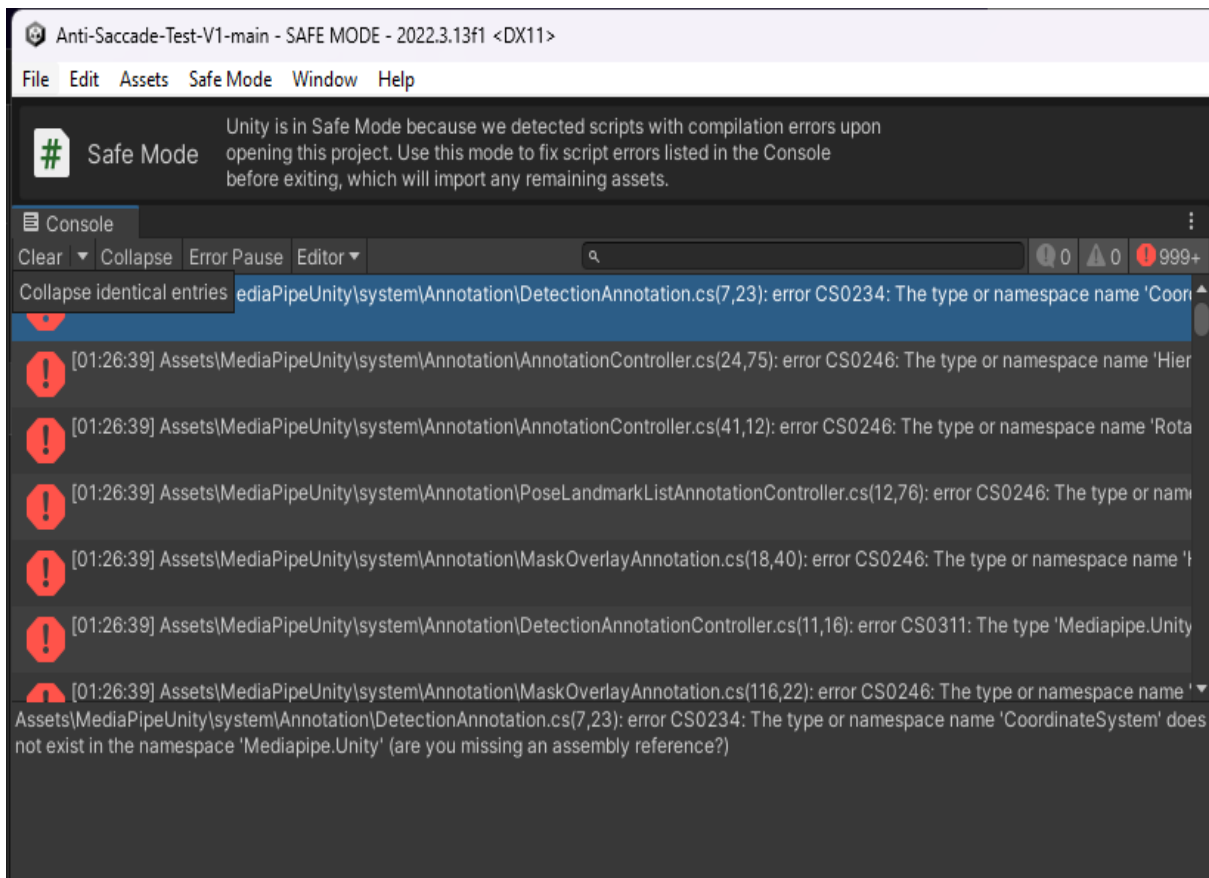 Anti-Saccade-Test-V1-main - SAFE MODE - 2022.3.13f1 <DX11>
File Edit Assets Safe Mode Window Help
# Safe Mode
Unity is in Safe Mode because we detected scripts with compilation errors upon
opening this project. Use this mode to fix script errors listed in the Console
before exiting, which will import any remaining assets.
Console
Clear Collapse Error Pause Editor 0 0 999+
Collapse identical entries
ediaPipeUnity\system\Annotation\DetectionAnnotation.cs(7,23): error CS0234: The type or namespace name 'Coor
[01:26:39] Assets\MediaPipeUnity\system\Annotation\AnnotationController.cs(24,75): error CS0246: The type or namespace name 'Hier
[01:26:39] Assets\MediaPipeUnity\system\Annotation\AnnotationController.cs(41,12): error CS0246: The type or namespace name 'Rota
[01:26:39] Assets\MediaPipeUnity\system\Annotation\PoseLandmarkListAnnotationController.cs(12,76): error CS0246: The type or nam
[01:26:39] Assets\MediaPipeUnity\system\Annotation\MaskOverlayAnnotation.cs(18,40): error CS0246: The type or namespace name 'H
[01:26:39] Assets\MediaPipeUnity\system\Annotation\DetectionAnnotationController.cs(11,16): error CS0311: The type 'Mediapipe.Unity
[01:26:39] Assets\MediaPipeUnity\system\Annotation\MaskOverlayAnnotation.cs(116,22): error CS0246: The type or namespace name '
Assets\MediaPipeUnity\system\Annotation\DetectionAnnotation.cs(7,23): error CS0234: The type or namespace name 'CoordinateSystem' does
not exist in the namespace 'Mediapipe.Unity' (are you missing an assembly reference?)